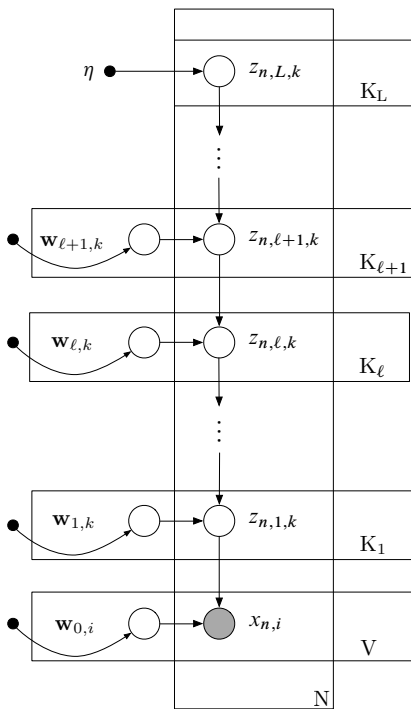 η z_{n,L,k}
K_L
⋮
w_{ℓ+1,k} z_{n,ℓ+1,k}
K_{ℓ+1}
w_{ℓ,k} z_{n,ℓ,k}
K_ℓ
⋮
w_{1,k} z_{n,1,k}
K_1
w_{0,i} x_{n,i}
V
N